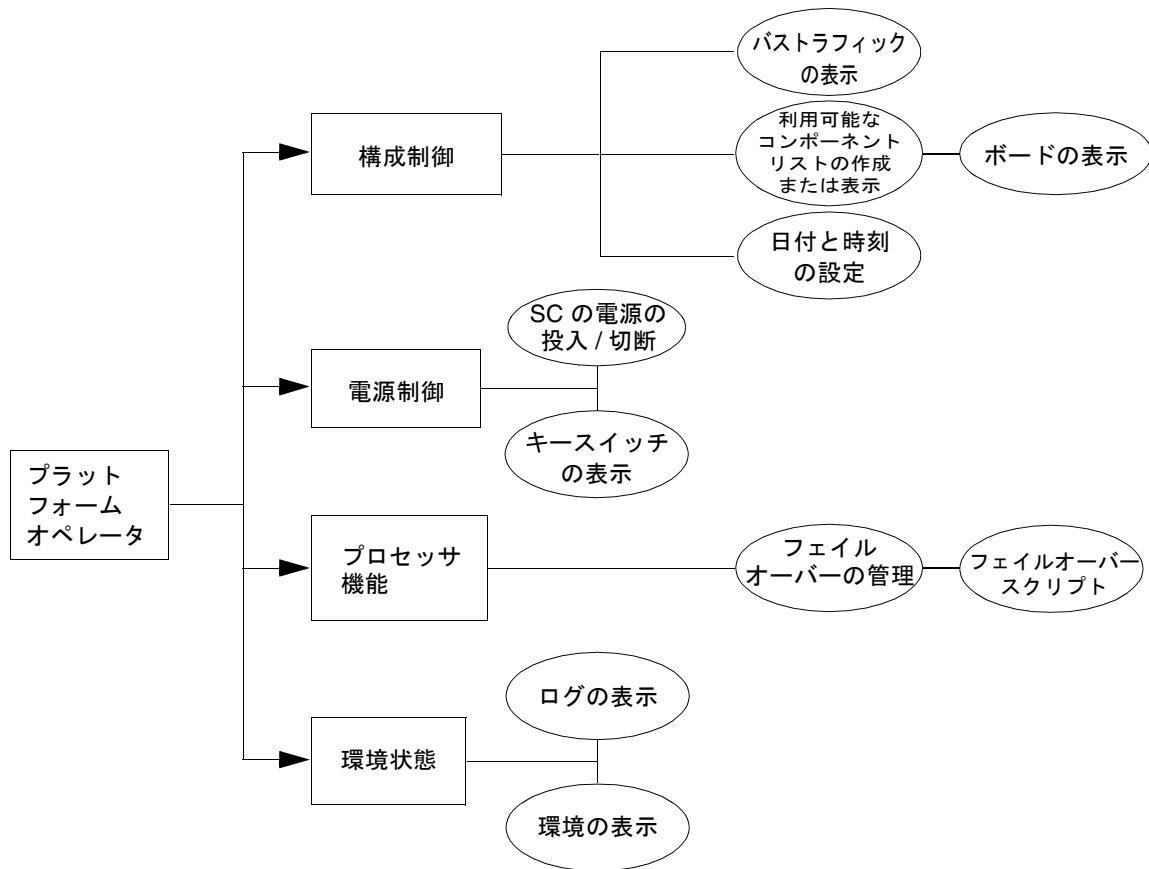 バストラフィック
の表示
構成制御
利用可能な
コンポーネント
リストの作成
または表示
ボードの表示
日付と時刻
の設定
SC の電源の
投入 / 切断
電源制御
キースイッチ
の表示
プラット
フォーム
オペレータ
プロセッサ
機能
フェイル
オーバーの管理
フェイルオーバー
スクリプト
ログの表示
環境状態
環境の表示